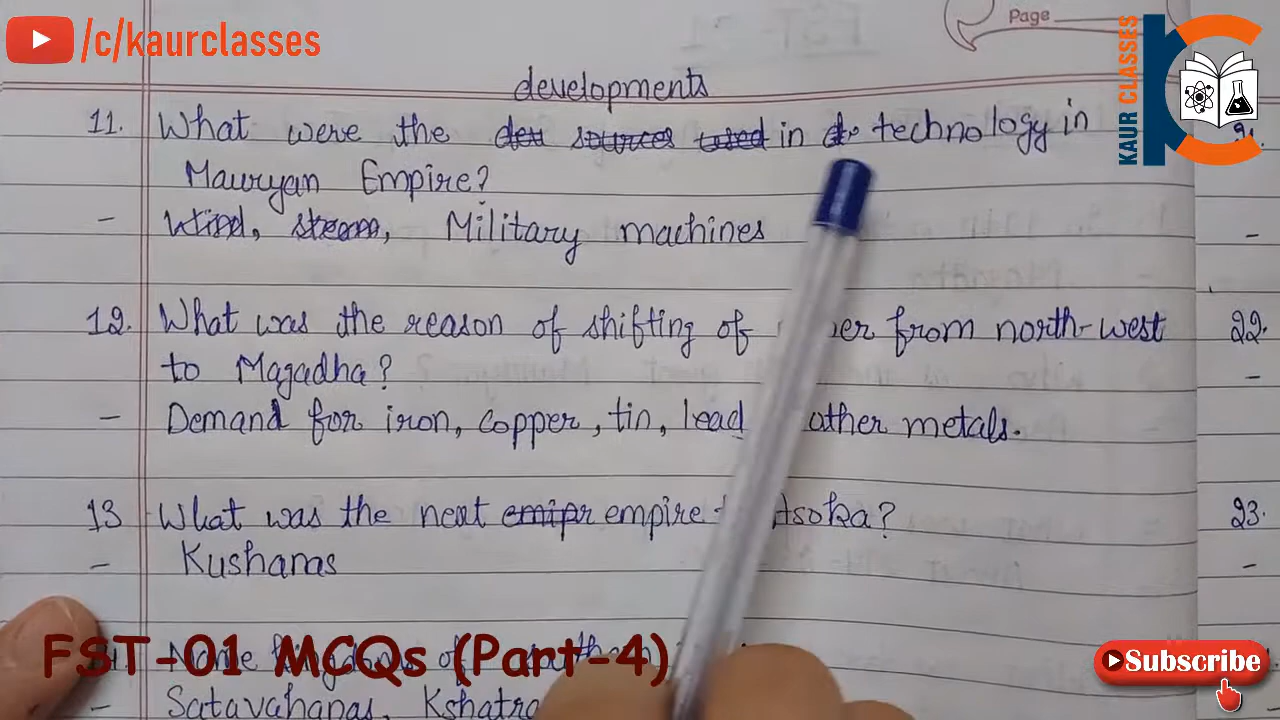 /c/kaurclasses
Page
KAUR CLASSES
developments
11. What were the in technology in
Mauryan Empire?
- Military machines
12. What was the reason of shifting of from north-west
to Magadha?
- Demand for iron, copper, tin, lead other metals.
13 What was the next empire Asoka?
- Kushanas
22.
-
23.
-
FST-01 MCQs (Part-4)
Name of
- Satavahanas,
Subscribe